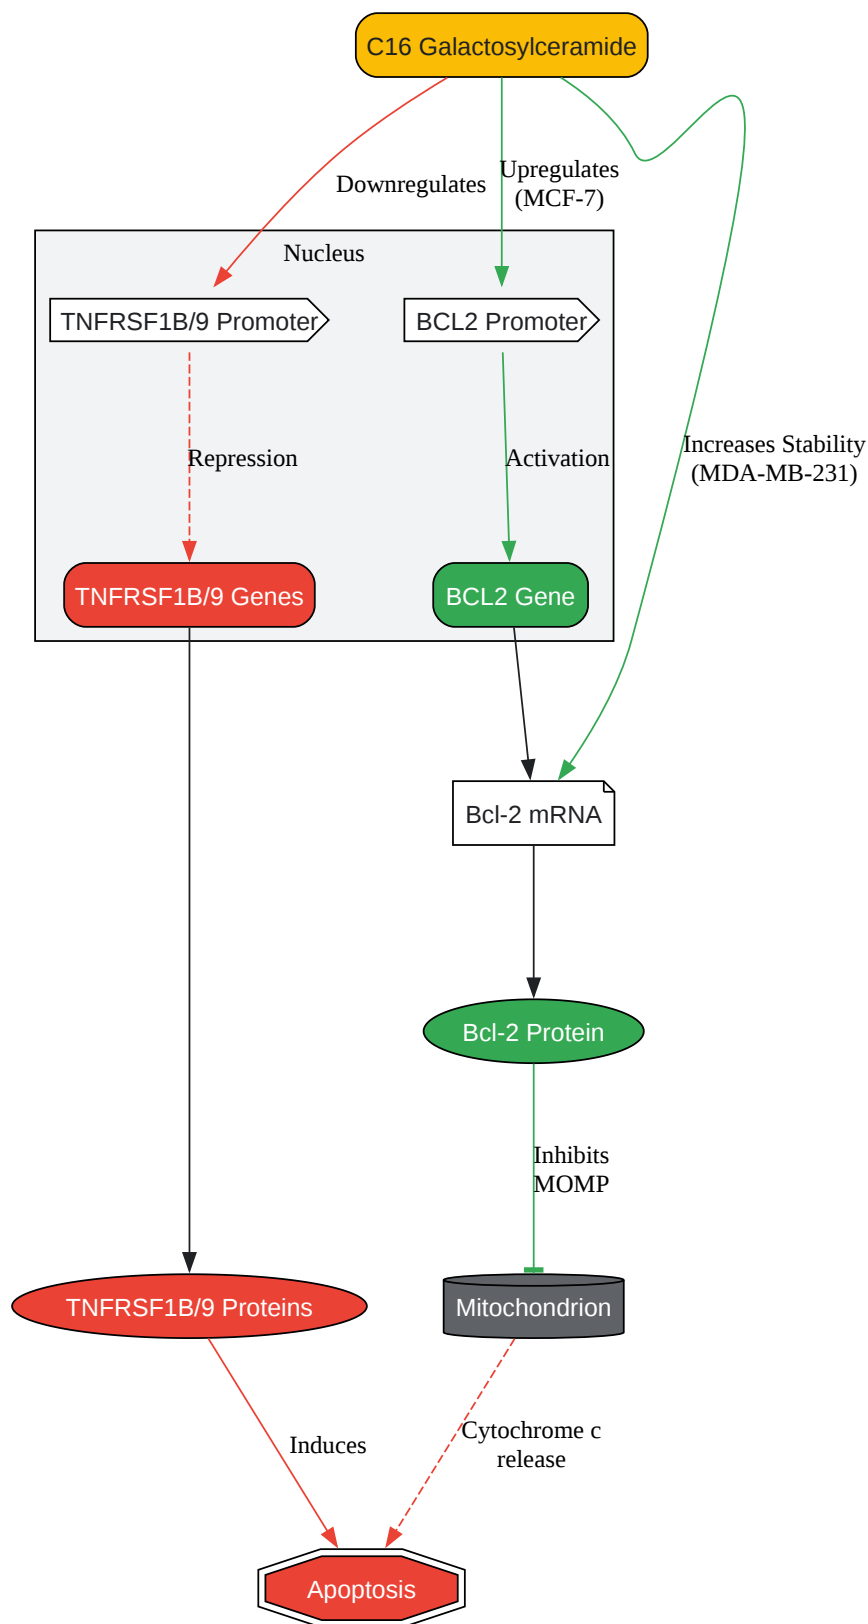 C16 Galactosylceramide
Downregulates
Upregulates
(MCF-7)
Nucleus
TNFRSF1B/9 Promoter
BCL2 Promoter
Increases Stability
(MDA-MB-231)
Repression
Activation
TNFRSF1B/9 Genes
BCL2 Gene
Bcl-2 mRNA
Bcl-2 Protein
Inhibits
MOMP
TNFRSF1B/9 Proteins
Mitochondrion
Induces
Cytochrome c
release
Apoptosis